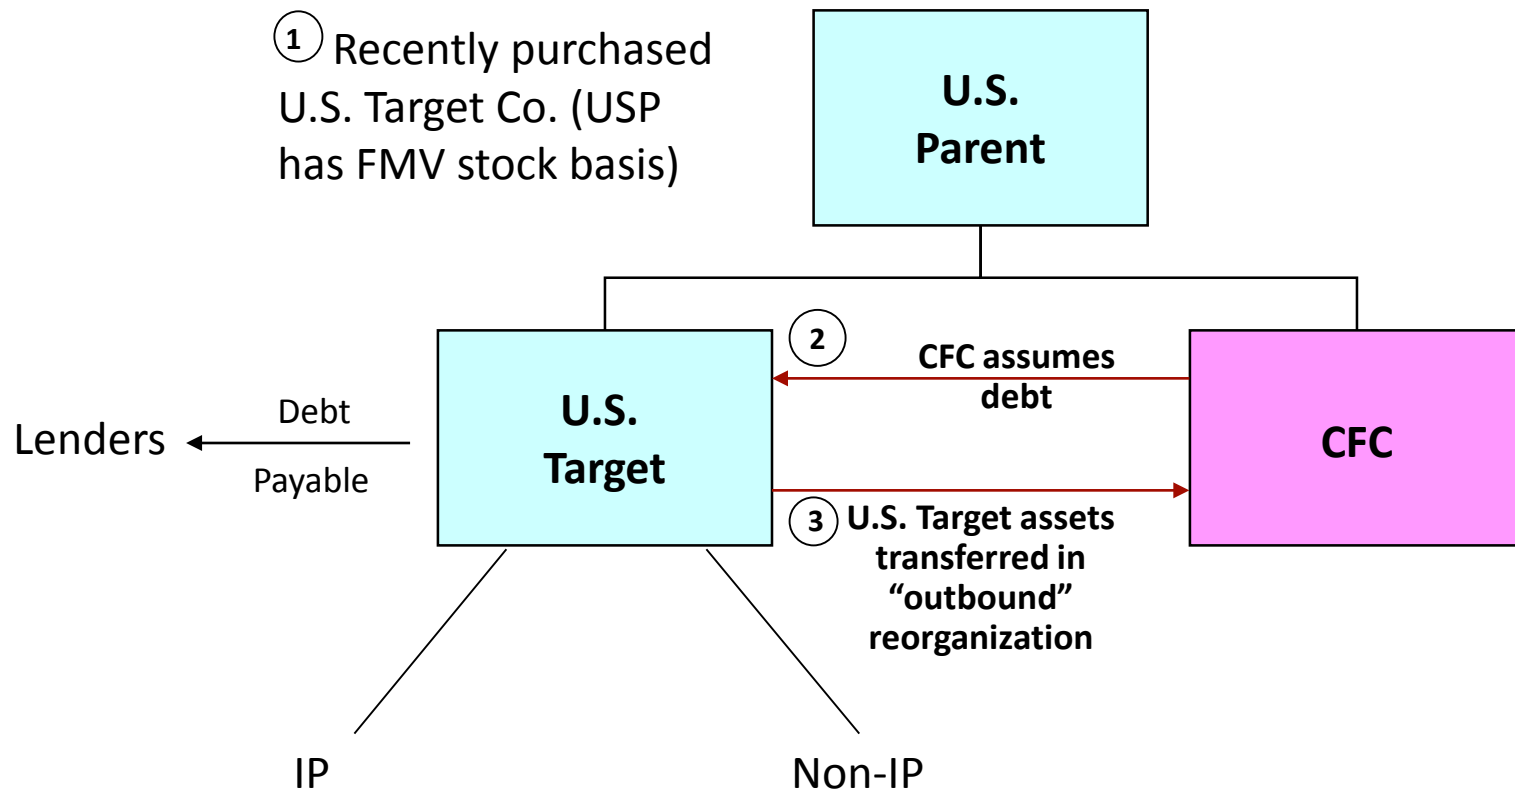 1 Recently purchased
U.S. Target Co. (USP
has FMV stock basis)
U.S.
Parent
2
CFC assumes
debt
U.S.
Target
CFC
Lenders
Debt
Payable
3 U.S. Target assets
transferred in
“outbound”
reorganization
IP
Non-IP